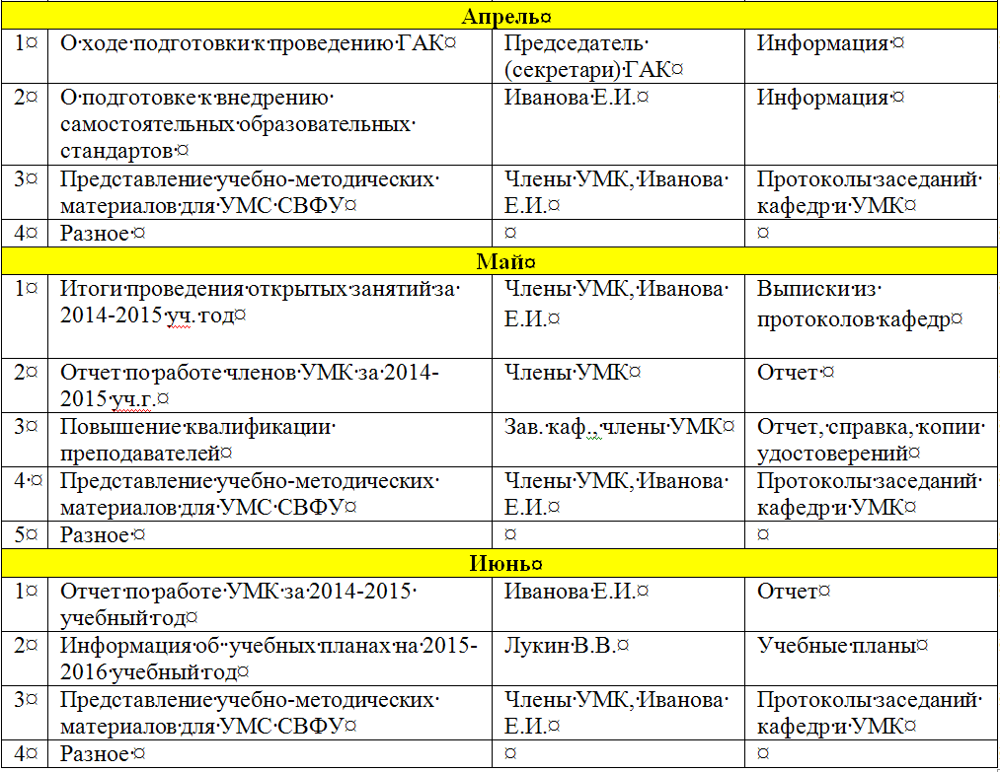 Апрель
1 О ходе подготовки к проведению ГАК Председатель Информация
(секретари) ГАК
2 О подготовке к внедрению Иванова Е.И. Информация
самостоятельных образовательных
стандартов
3 Представление учебно-методических Члены УМК, Иванова Протоколы заседаний
материалов для УМС СВФУ Е.И. кафедр и УМК
4 Разное
Май
1 Итоги проведения открытых занятий за Члены УМК, Иванова Выписки из
2014-2015 уч. год Е.И. протоколов кафедр
2 Отчет по работе членов УМК за 2014- Члены УМК Отчет
2015 уч.г.
3 Повышение квалификации Зав. каф., члены УМК Отчет, справка, копии
преподавателей удостоверений
4 Представление учебно-методических Члены УМК, Иванова Протоколы заседаний
материалов для УМС СВФУ Е.И. кафедр и УМК
5 Разное
Июнь
1 Отчет по работе УМК за 2014-2015 Иванова Е.И. Отчет
учебный год
2 Информация об учебных планах на 2015- Лукин В.В. Учебные планы
2016 учебный год
3 Представление учебно-методических Члены УМК, Иванова Протоколы заседаний
материалов для УМС СВФУ Е.И. кафедр и УМК
4 Разное